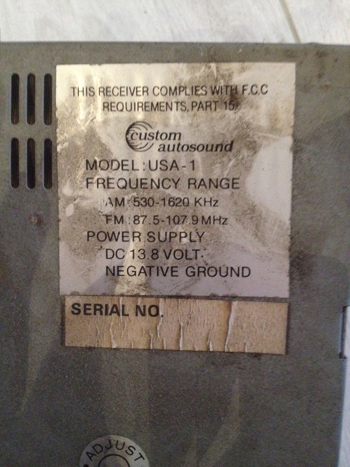 THIS RECEIVER COMPLIES WITH F.C.C
REQUIREMENTS, PART 15.
custom
autosound
MODEL: USA-1
FREQUENCY RANGE
AM: 530-1620 KHz
FM: 87.5-107.9 MHz
POWER SUPPLY
DC 13.8 VOLT.
NEGATIVE GROUND
SERIAL NO.
ADJUST